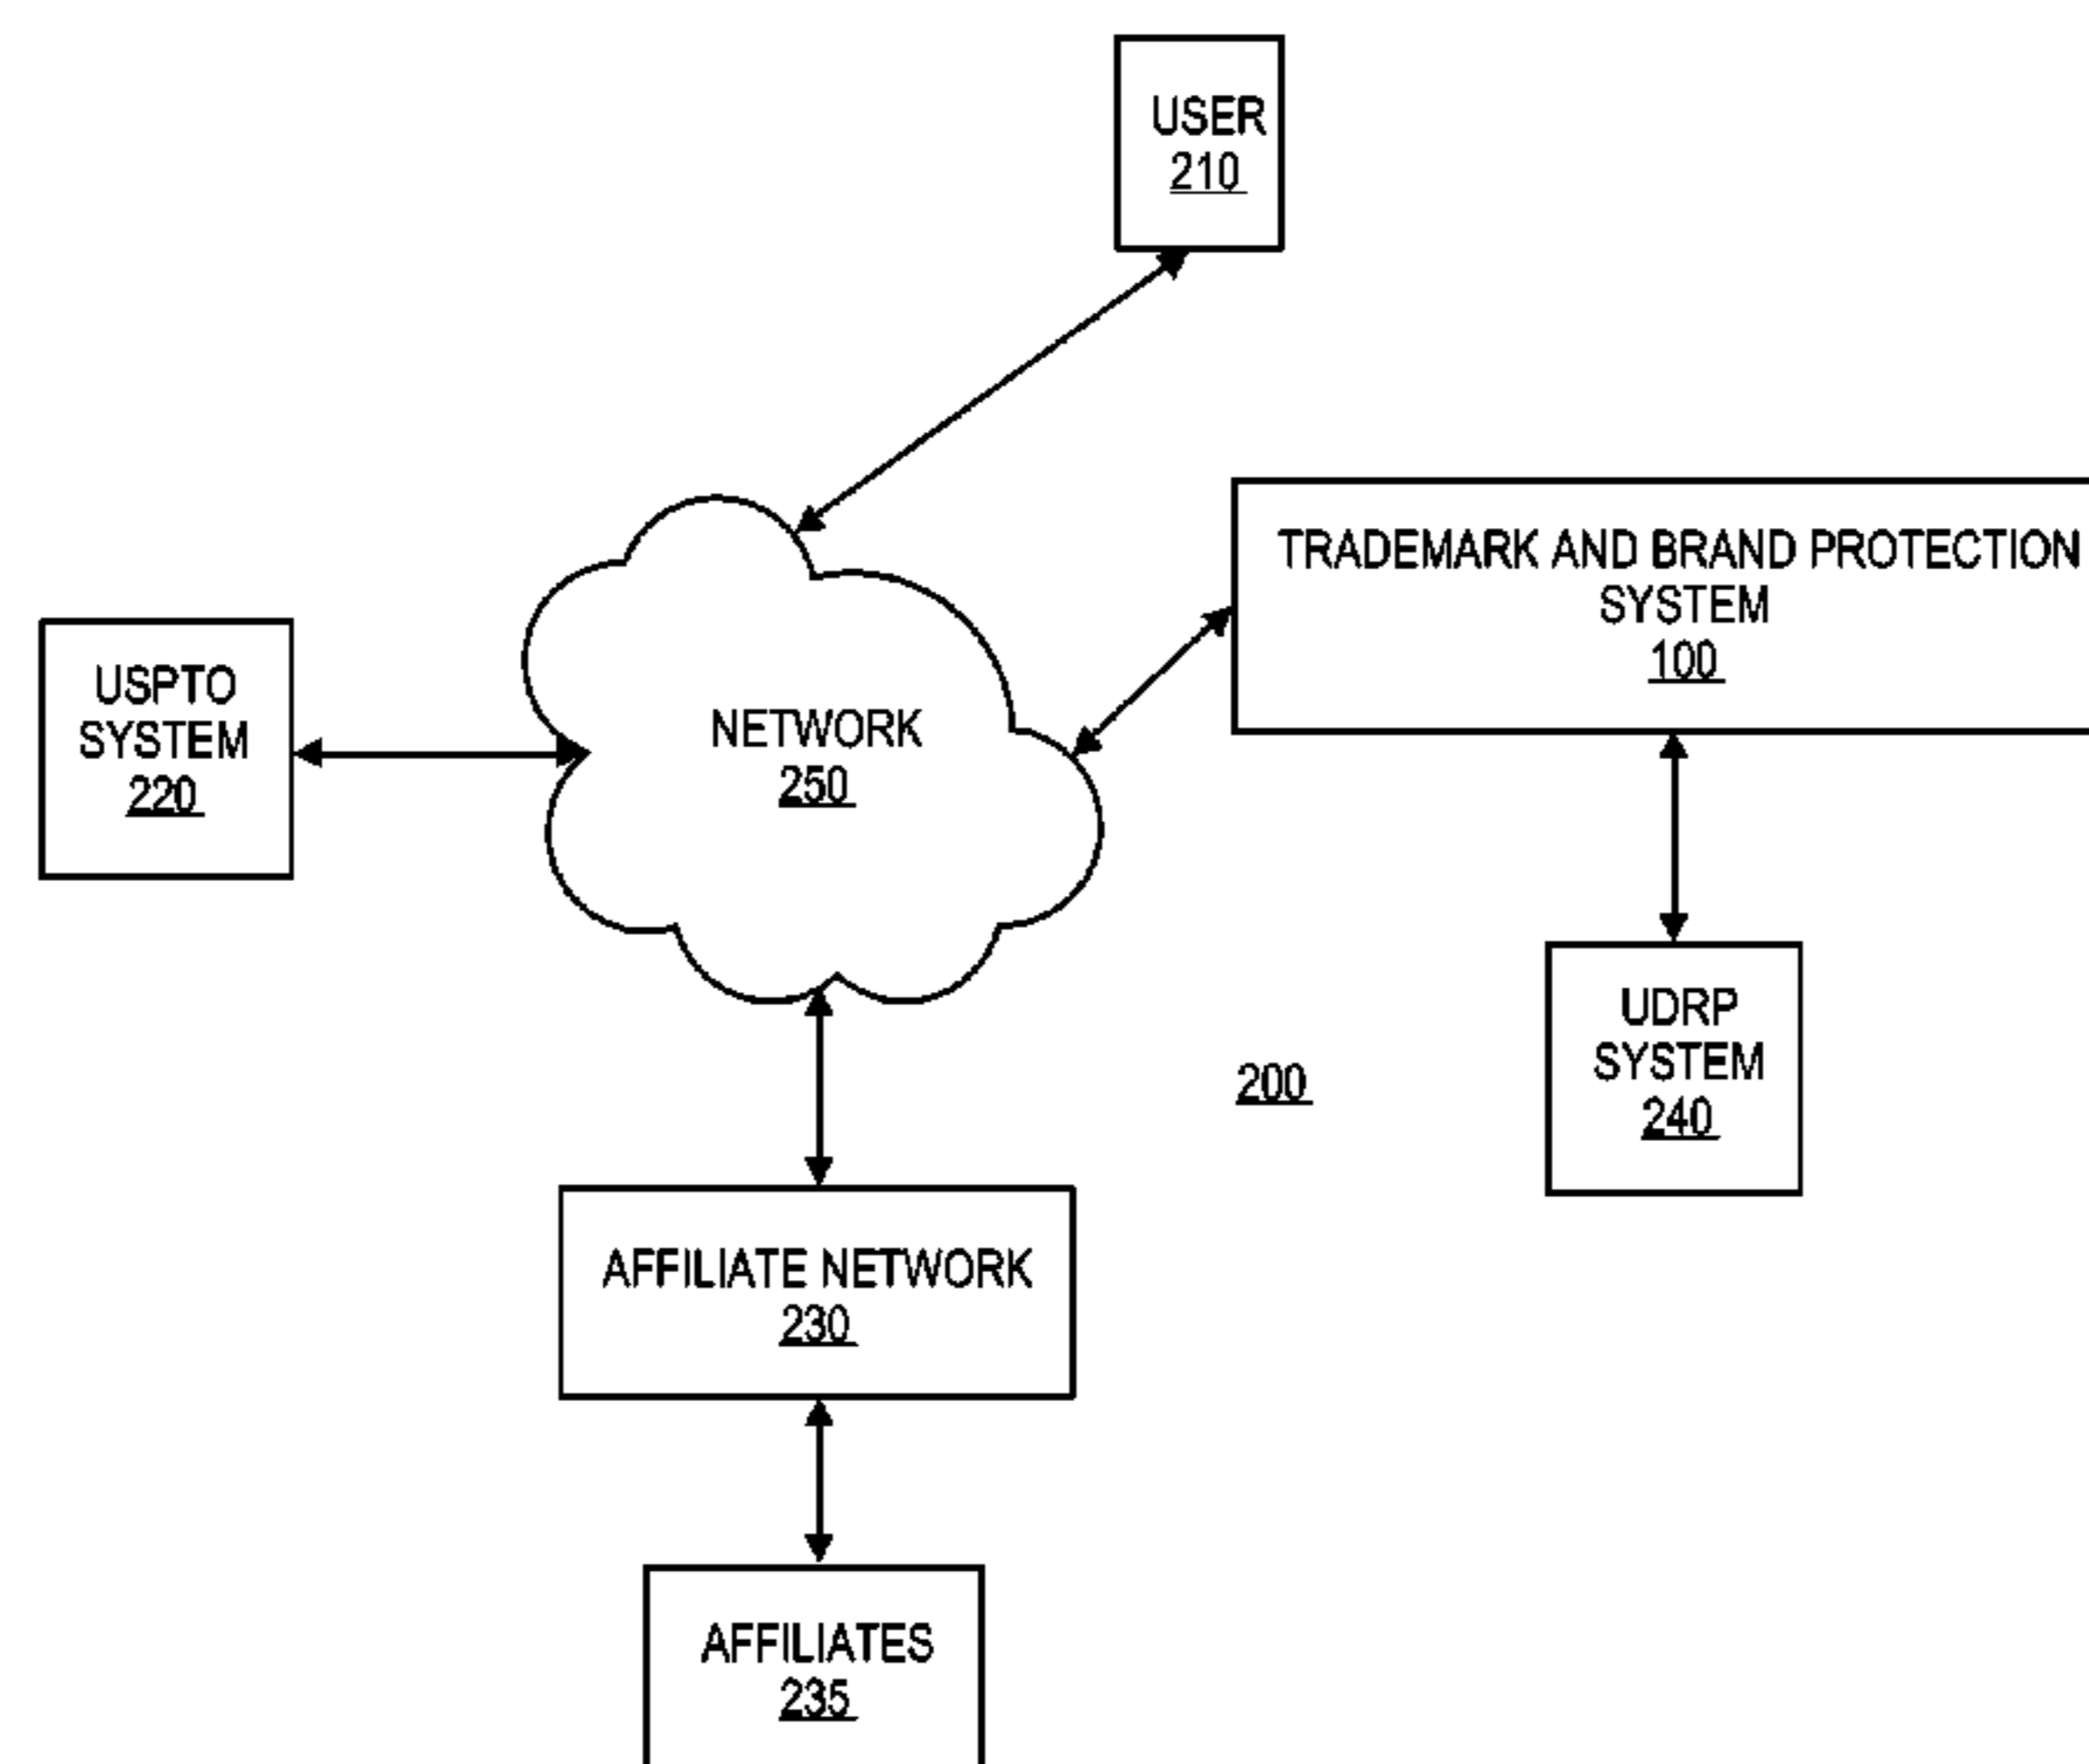 USER
210
TRADEMARK AND BRAND PROTECTION
SYSTEM
100
USPTO
SYSTEM
220
NETWORK
250
UDRP
SYSTEM
240
200
AFFILIATE NETWORK
230
AFFILIATES
235